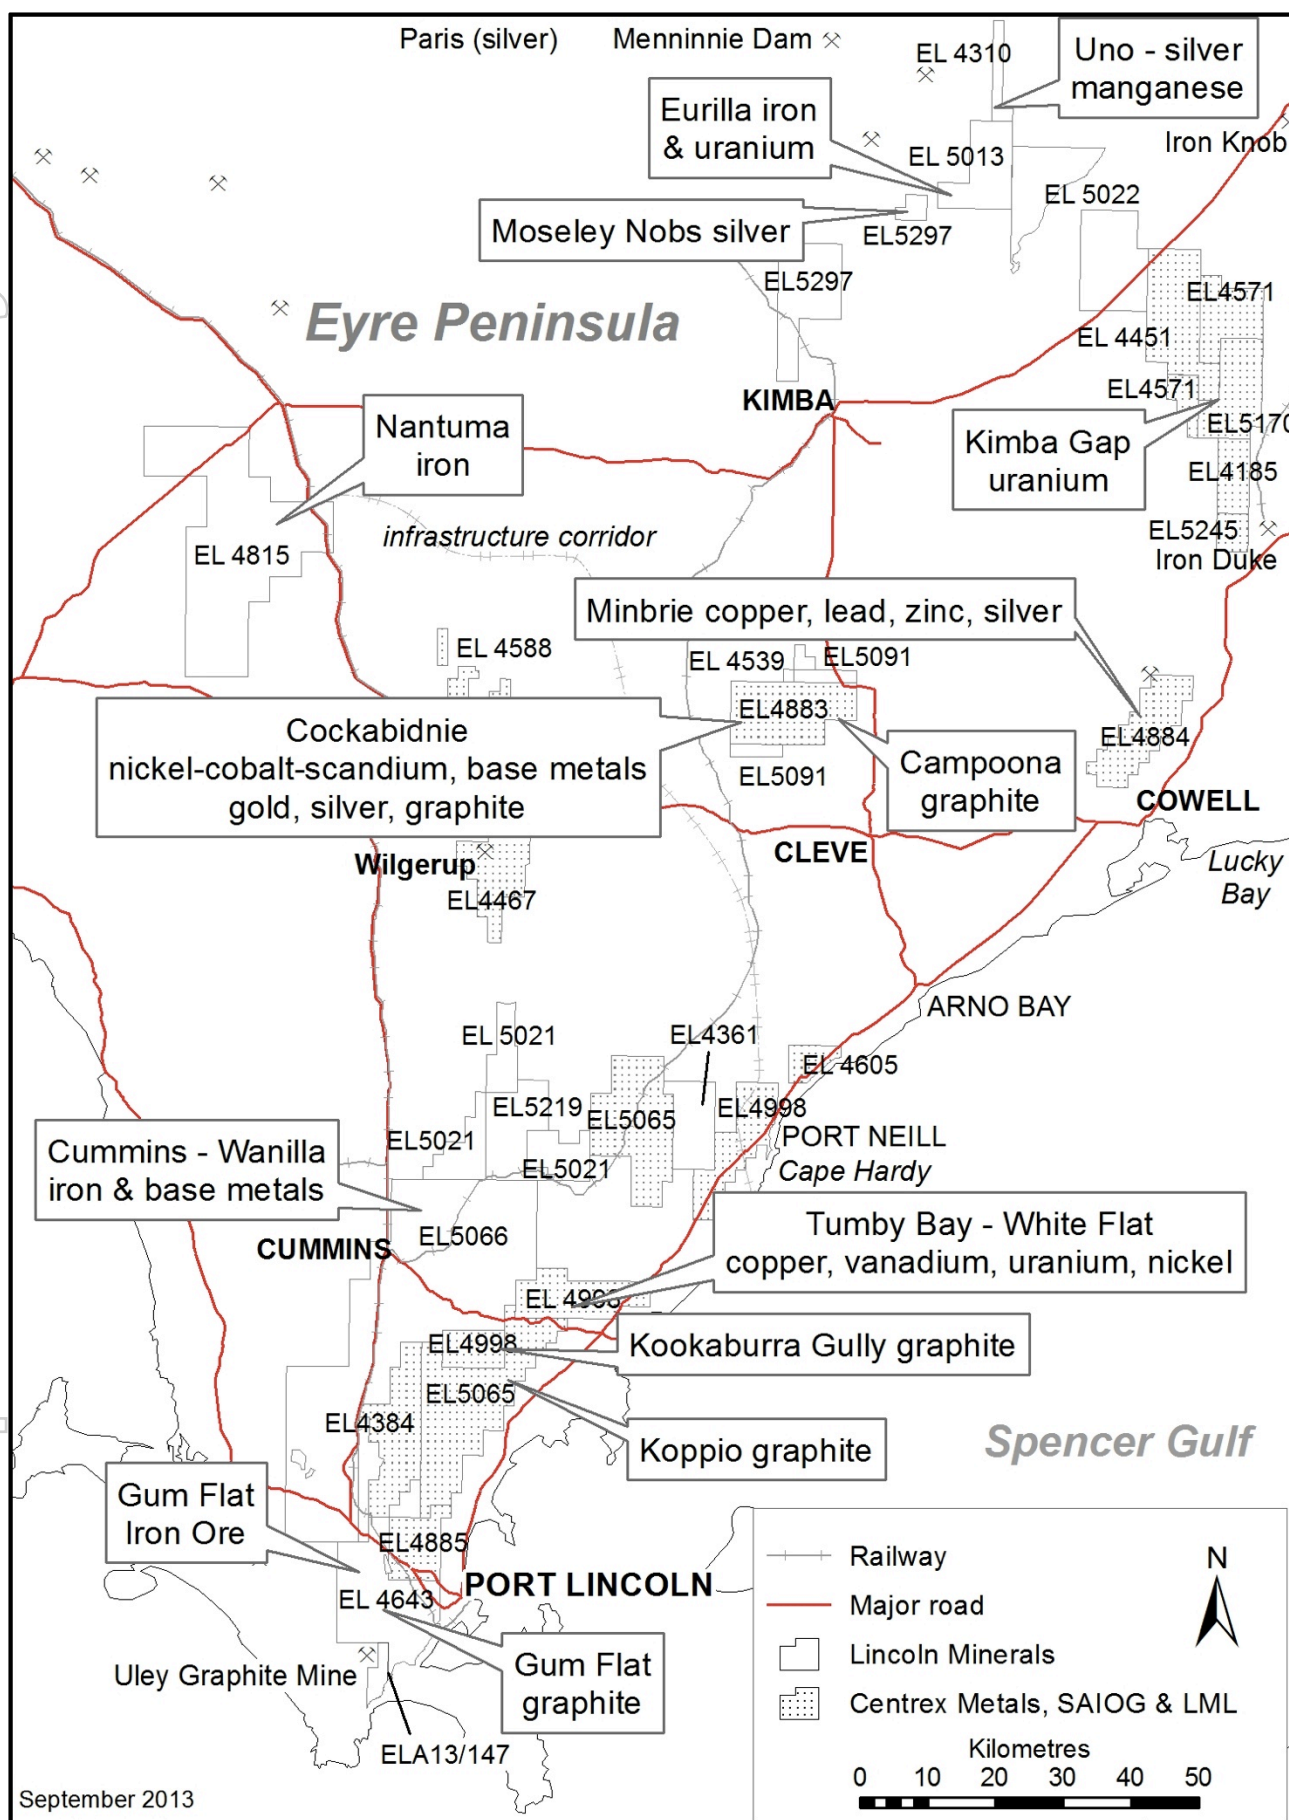 Paris (silver)
Menninnie Dam
EL 4310
Uno - silver
manganese
Eurilla iron
& uranium
Iron Knob
EL 5013
EL 5022
Moseley Nobs silver
EL5297
EL5297
EL4571
Eyre Peninsula
EL 4451
KIMBA
EL4571
Nantuma
iron
EL5170
Kimba Gap
uranium
EL4185
infrastructure corridor
EL5245
EL 4815
Iron Duke
Minbrie copper, lead, zinc, silver
EL 4588
EL 4539
EL5091
EL4883
EL4884
Cockabidnie
nickel-cobalt-scandium, base metals
gold, silver, graphite
Campoona
graphite
EL5091
COWELL
CLEVE
Wilgerup
Lucky
Bay
EL4467
ARNO BAY
EL 5021
EL4361
EL 4605
EL5219
EL5065
EL4998
EL5021
PORT NEILL
Cummins - Wanilla
iron & base metals
EL5021
Cape Hardy
EL5066
CUMMINS
Tumby Bay - White Flat
copper, vanadium, uranium, nickel
EL 4998
EL4998
Kookaburra Gully graphite
EL5065
EL4384
Koppio graphite
Spencer Gulf
Gum Flat
Iron Ore
EL4885
PORT LINCOLN
EL 4643
Uley Graphite Mine
Gum Flat
graphite
ELA13/147
Railway
N
Major road
Lincoln Minerals
Centrex Metals, SAIOG & LML
Kilometres
0 10 20 30 40 50
September 2013